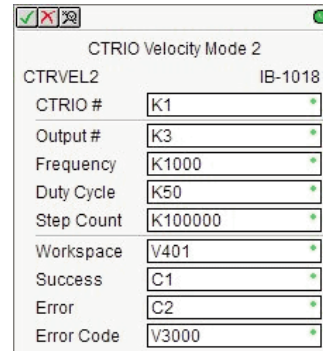 CTRIO Velocity Mode 2
CTRVEL2 IB-1018
CTRIO # K1
Output # K3
Frequency K1000
Duty Cycle K50
Step Count K100000
Workspace V401
Success C1
Error C2
Error Code V3000